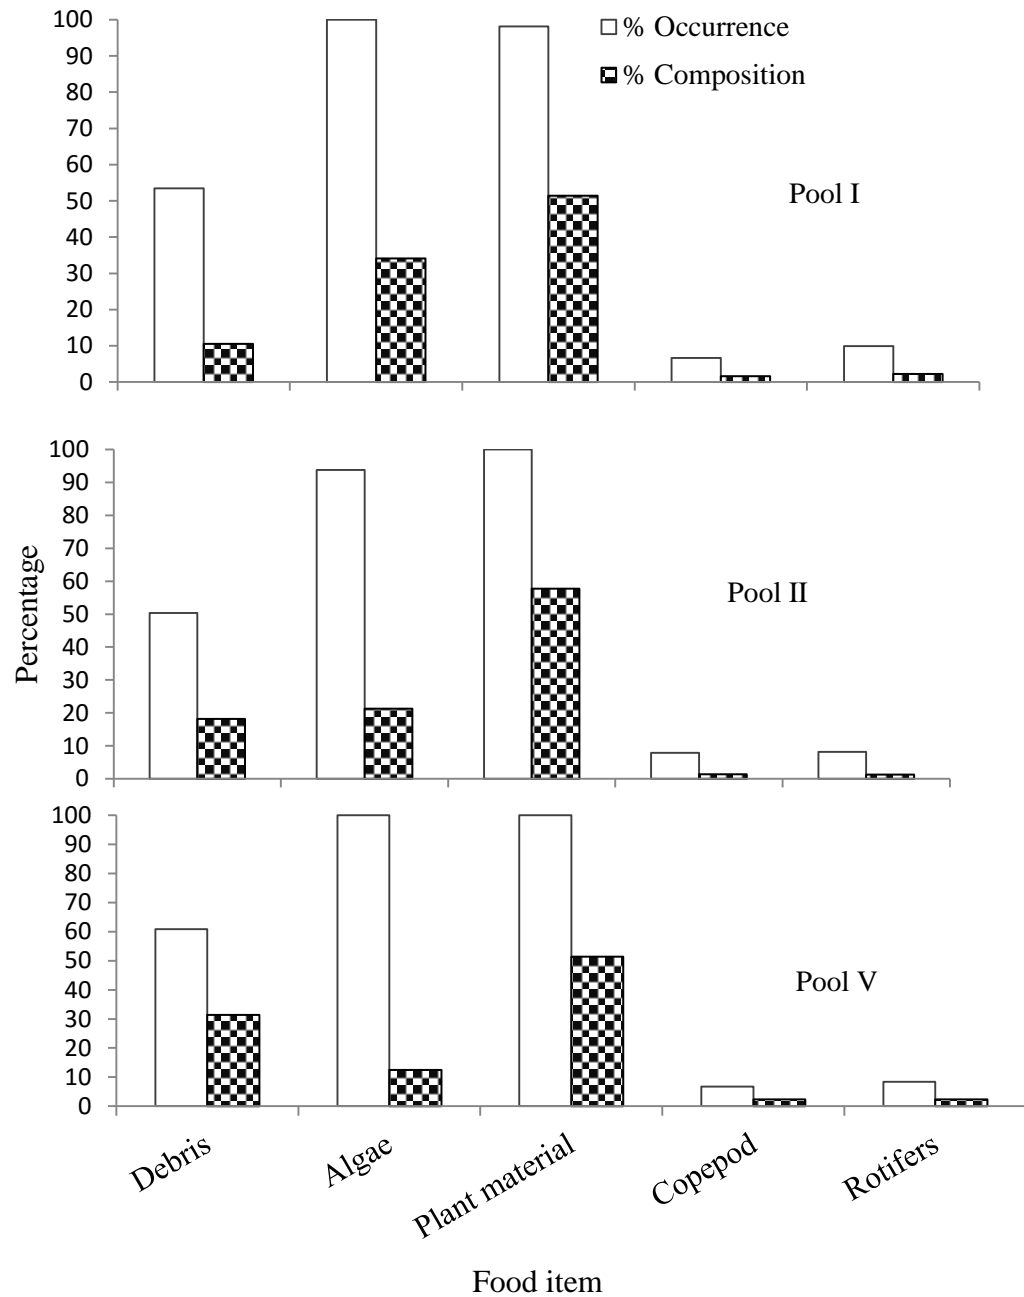 100
90
80
70
60
50
40
30
20
10
0
% Occurrence
% Composition
Pool I
100
90
80
70
60
50
40
30
20
10
0
Pool II
Percentage
100
90
80
70
60
50
40
30
20
10
0
Pool V
Debris
Algae
Plant material
Copepod
Rotifers
Food item